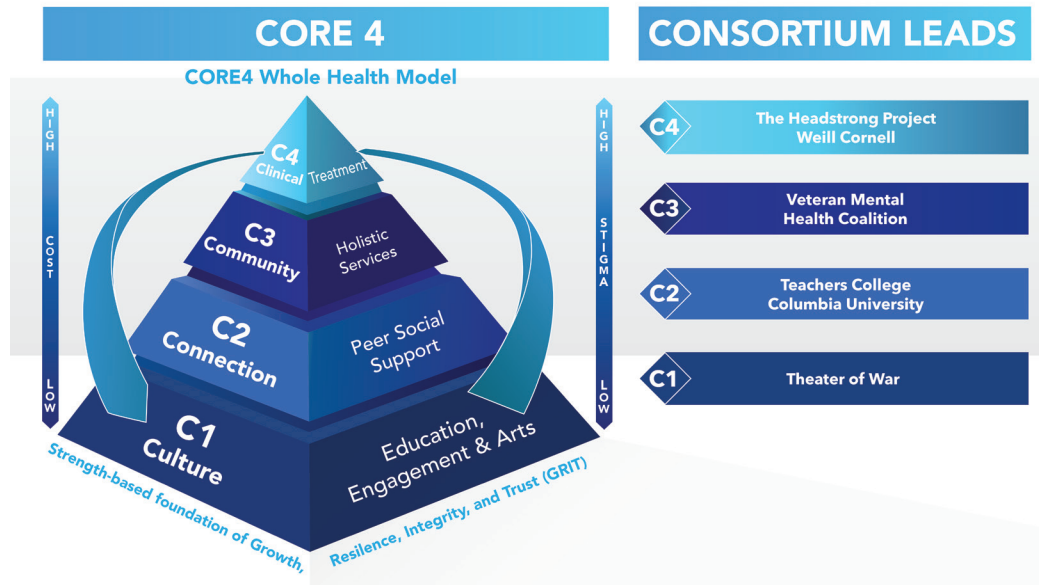 CORE 4
CORE4 Whole Health Model
HIGH
COST
LOW
C4
Clinical
Treatment
C3
Community
Holistic
Services
C2
Connection
Peer Social
Support
C1
Culture
Education,
Engagement & Arts
Strength-based foundation of Growth,
Resilence, Integrity, and Trust (GRIT)
HIGH
STIGMA
LOW
CONSORTIUM LEADS
C4
The Headstrong Project
Weill Cornell
C3
Veteran Mental
Health Coalition
C2
Teachers College
Columbia University
C1
Theater of War